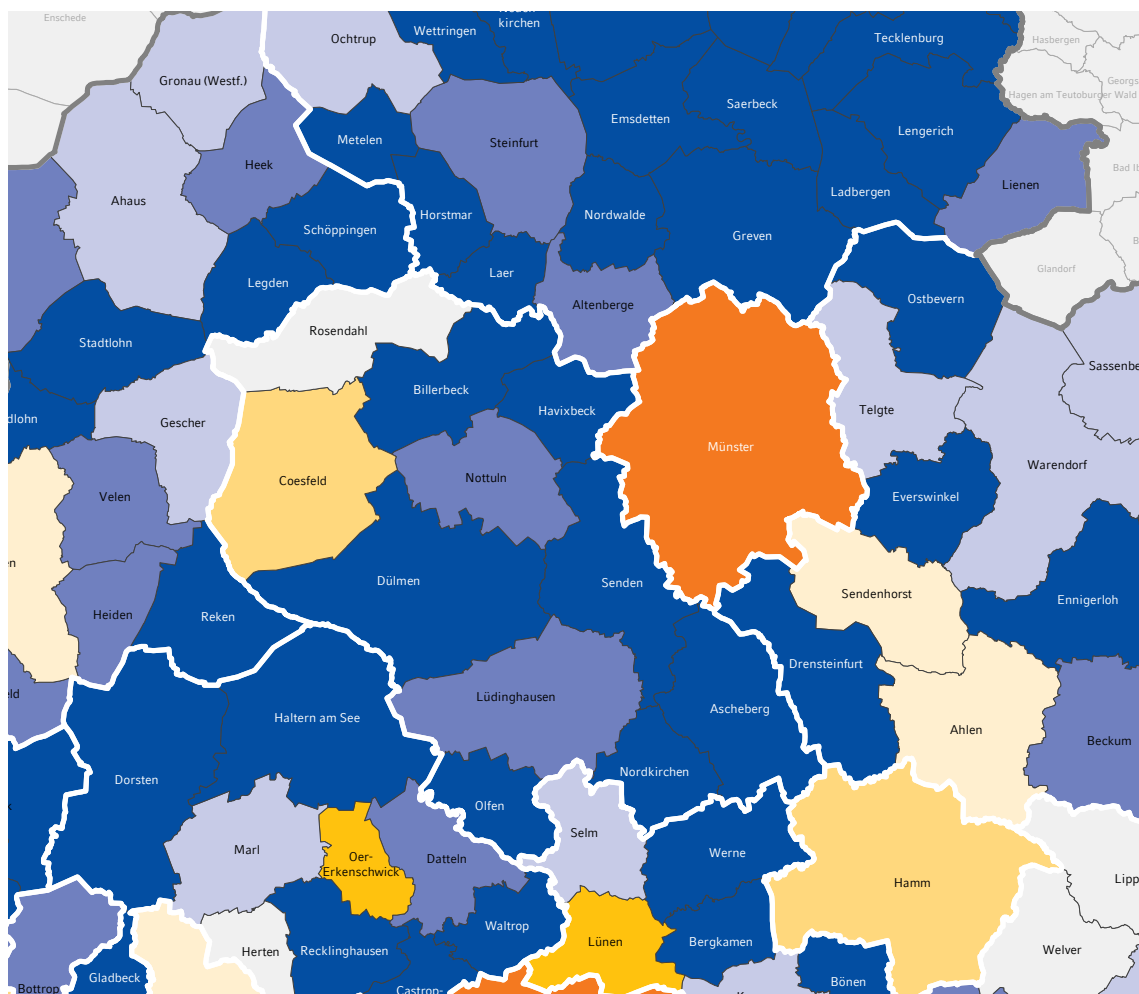 Enschede
Neuen-
kirchen
Wettringen
Ochtrup
Tecklenburg
Hasbergen
Gronau (Westf.)
Georgs
Hagen am Teutoburger Wald
Saerbeck
Emsdetten
Lengerich
Metelen
Steinfurt
Heek
Bad Ib
Lienen
Ladbergen
Ahaus
Horstmar
Nordwalde
Schöppingen
Greven
Laer
Glandorf
Legden
Ostbevern
Altenberge
Rosendahl
Stadtlohn
Sassenbe
Billerbeck
Telgte
Havixbeck
dlohn
Gescher
Münster
Warendorf
Nottuln
Coesfeld
Velen
Everswinkel
en
Dülmen
Senden
Sendenhorst
Ennigerloh
Heiden
Reken
Drensteinfurt
eld
Lüdinghausen
Ascheberg
Haltern am See
Ahlen
Beckum
Nordkirchen
Dorsten
Olfen
Selm
Marl
Werne
Oer-
Erkenschwick
Datteln
Hamm
Lipp
Waltrop
Lünen
Bergkamen
Herten
Recklinghausen
Welver
Gladbeck
Bönen
Bottrop
Castrop-